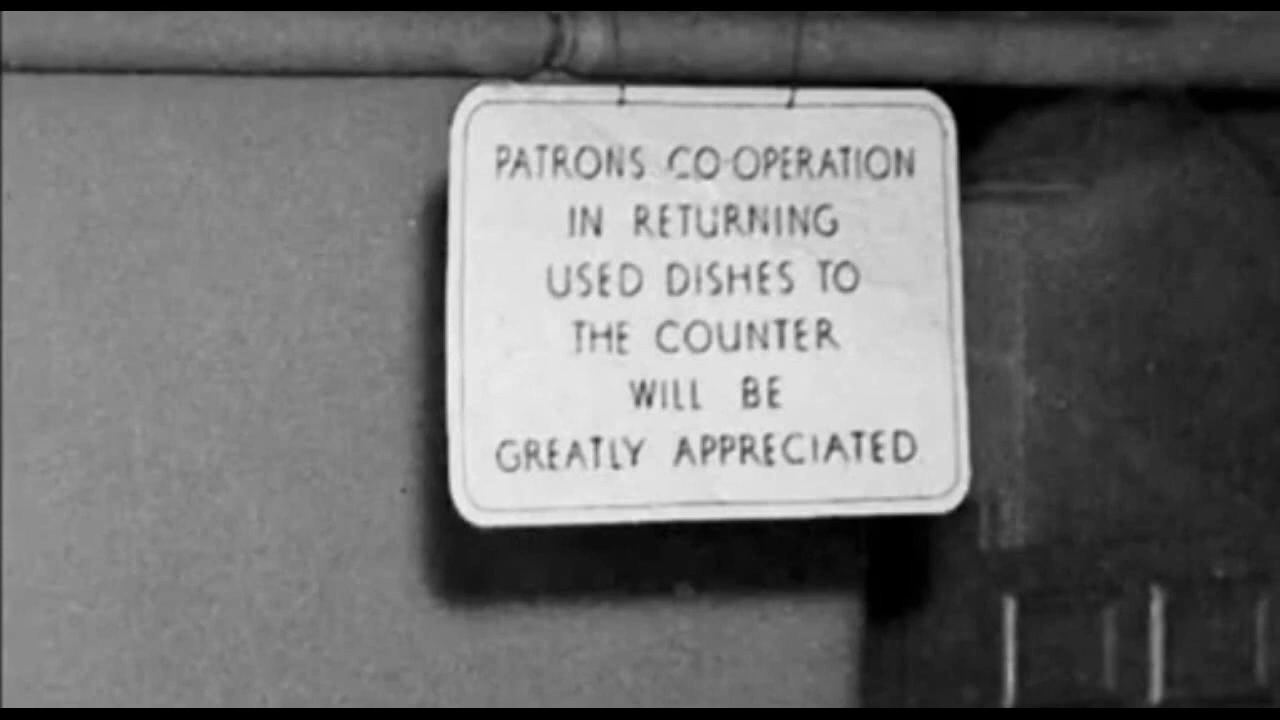 PATRONS CO-OPERATION
IN RETURNING
USED DISHES TO
THE COUNTER
WILL BE
GREATLY APPRECIATED